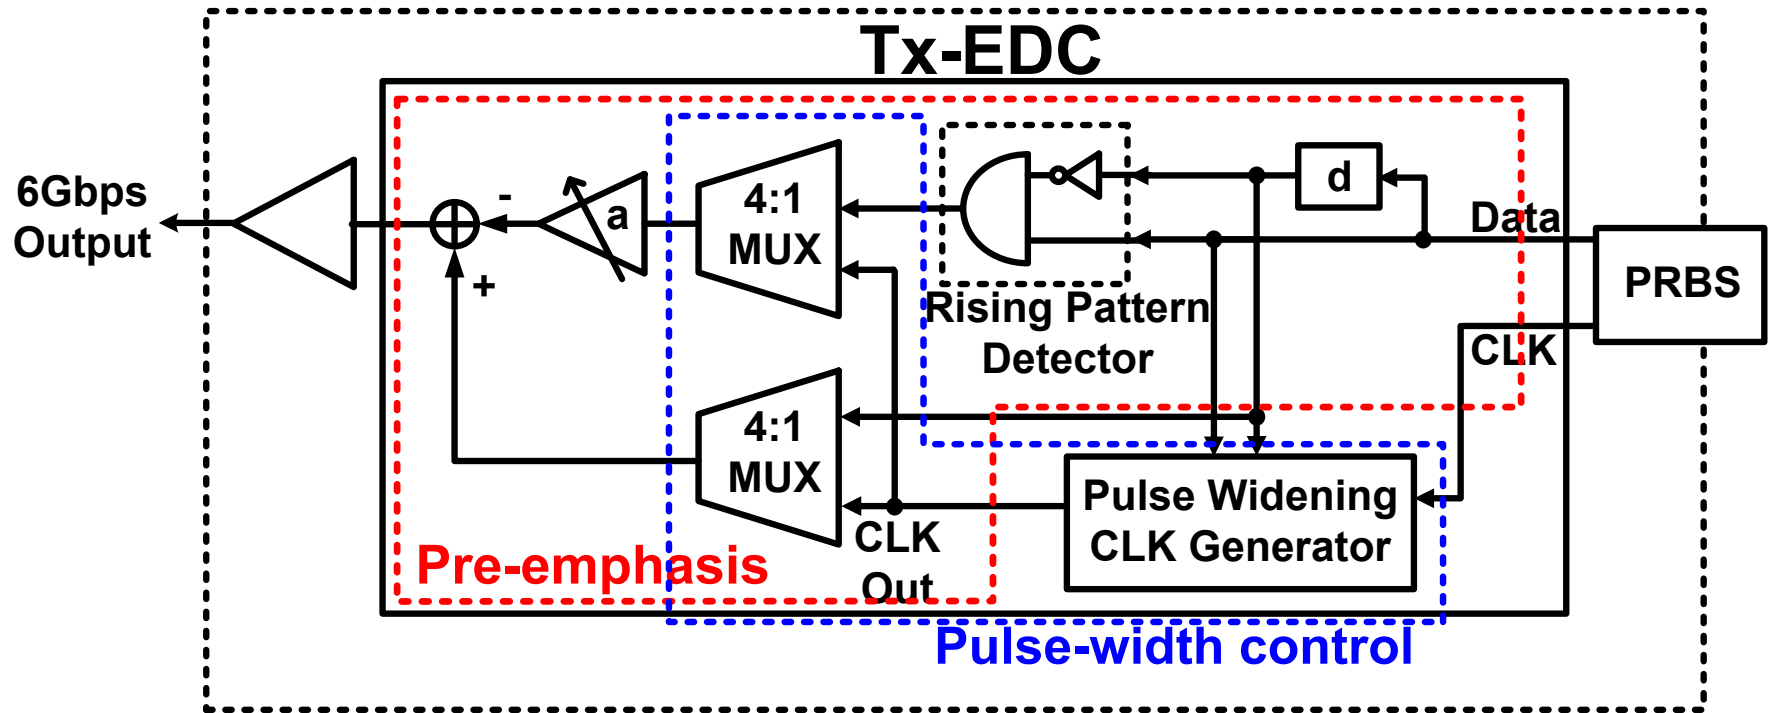 Tx-EDC
6Gbps
Output
-
+
a
4:1
MUX
d
Data
PRBS
CLK
Rising Pattern
Detector
4:1
MUX
CLK
Out
Pulse Widening
CLK Generator
Pre-emphasis
Pulse-width control